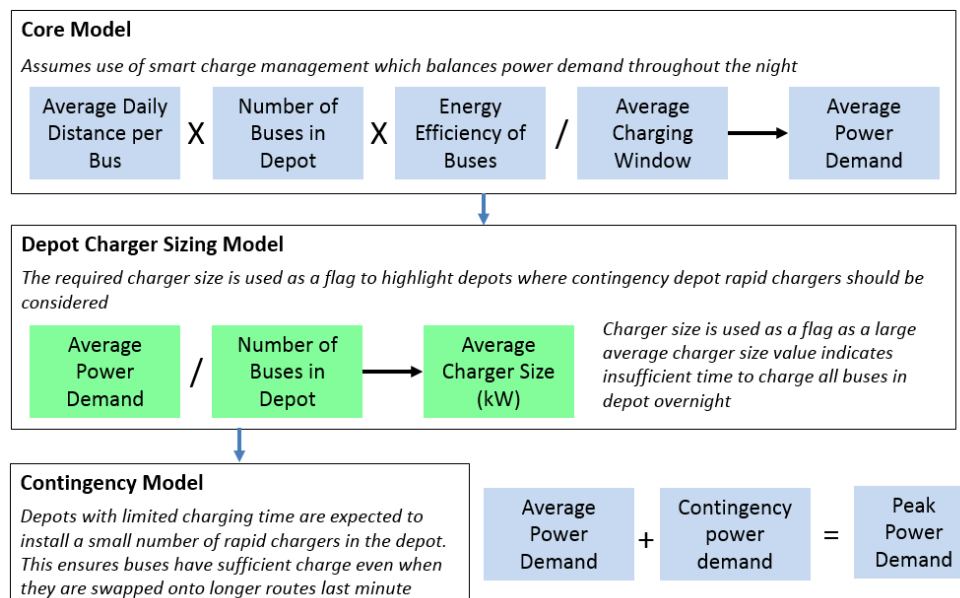 Core Model
Assumes use of smart charge management which balances power demand throughout the night
Average Daily
Distance per
Bus
X
Number of
Buses in
Depot
X
Energy
Efficiency of
Buses
/
Average
Charging
Window
Average
Power
Demand
Depot Charger Sizing Model
The required charger size is used as a flag to highlight depots where contingency depot rapid chargers should be
considered
Average
Power
Demand
/
Number of
Buses in
Depot
Average
Charger Size
(kW)
Charger size is used as a flag as a large
average charger size value indicates
insufficient time to charge all buses in
depot overnight
Contingency Model
Depots with limited charging time are expected to
install a small number of rapid chargers in the depot.
This ensures buses have sufficient charge even when
they are swapped onto longer routes last minute
Average
Power
Demand
+
Contingency
power
demand
=
Peak
Power
Demand